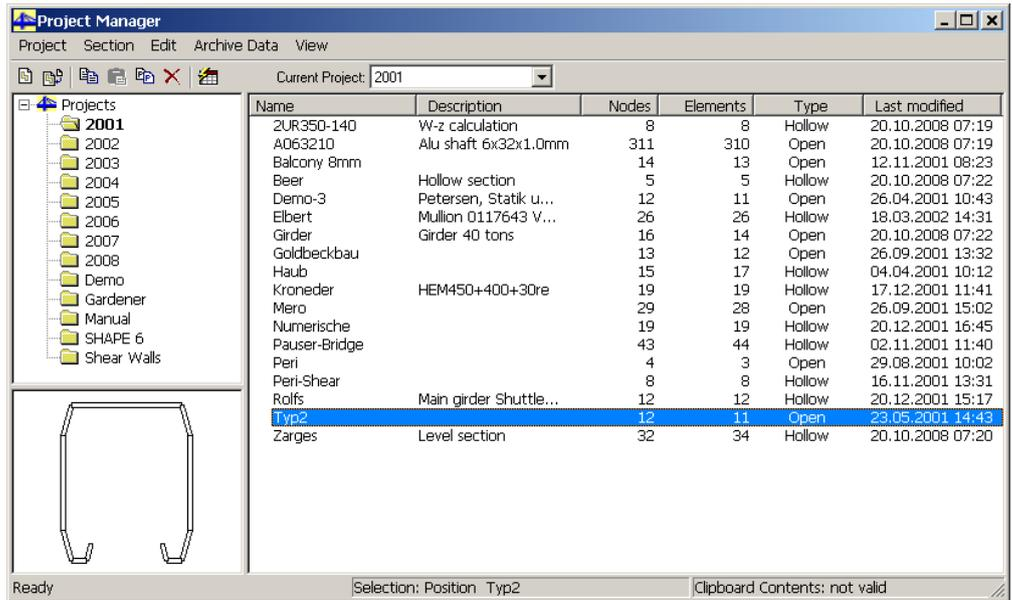 Project Manager
Project Section Edit Archive Data View
Current Project: 2001
Projects
2001
2002
2003
2004
2005
2006
2007
2008
Demo
Gardener
Manual
SHAPE 6
Shear Walls
Name Description Nodes Elements Type Last modified
2UR350-140 W-z calculation 8 8 Hollow 20.10.2008 07:19
A063210 Alu shaft 6x32x1.0mm 311 310 Open 20.10.2008 07:19
Balcony 8mm 14 13 Open 12.11.2001 08:23
Beer Hollow section 5 5 Hollow 20.10.2008 07:22
Demo-3 Petersen, Statik u... 12 11 Open 26.04.2001 10:43
Elbert Mullion 0117643 V... 26 26 Hollow 18.03.2002 14:31
Girder Girder 40 tons 16 14 Open 20.10.2008 07:22
Goldbeckbau 13 12 Open 26.09.2001 13:32
Haub 15 17 Hollow 04.04.2001 10:12
Kroneder HEM450+400+30re 19 19 Hollow 17.12.2001 11:41
Mero 29 28 Open 26.09.2001 15:02
Numerische 19 19 Hollow 20.12.2001 16:45
Pauser-Bridge 43 44 Hollow 02.11.2001 11:40
Peri 4 3 Open 29.08.2001 10:02
Peri-Shear 8 8 Hollow 16.11.2001 13:31
Rolfs Main girder Shuttle... 12 12 Hollow 20.12.2001 15:17
Typ2 12 11 Open 23.05.2001 14:43
Zarges Level section 32 34 Hollow 20.10.2008 07:20
Ready Selection: Position Typ2 Clipboard Contents: not valid